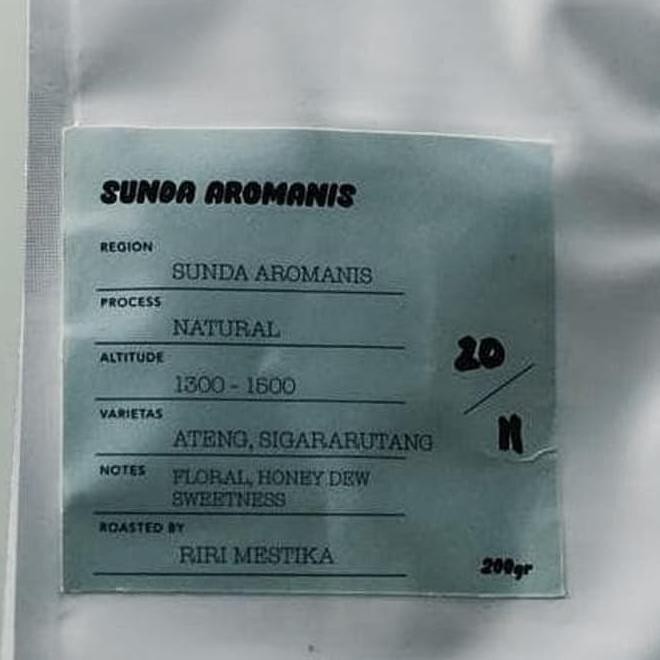 SUNDA AROMANIS
REGION
SUNDA AROMANIS
PROCESS
NATURAL
ALTITUDE
1300 - 1500
VARIETAS
ATENG, SIGARARUTANG
NOTES
FLORAL, HONEY DEW
SWEETNESS
ROASTED BY
RIRI MESTIKA
20
/
N
200gr